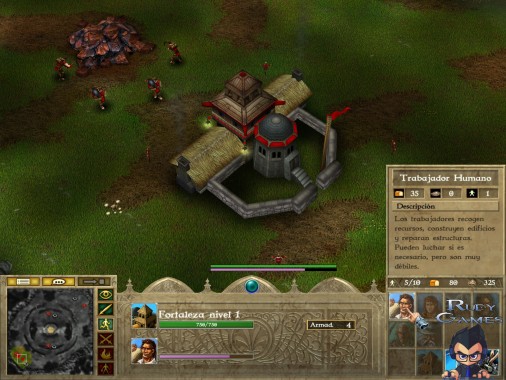 Trabajador Humano
35 0 1
Descripción
Los trabajadores recogen
recursos, construyen edificios
y reparan estructuras.
Pueden luchar si es
necesario, pero son muy
débiles.
5/10 80 325
Fortaleza nivel 1
750/750
Armad. 4
Rudy
Games